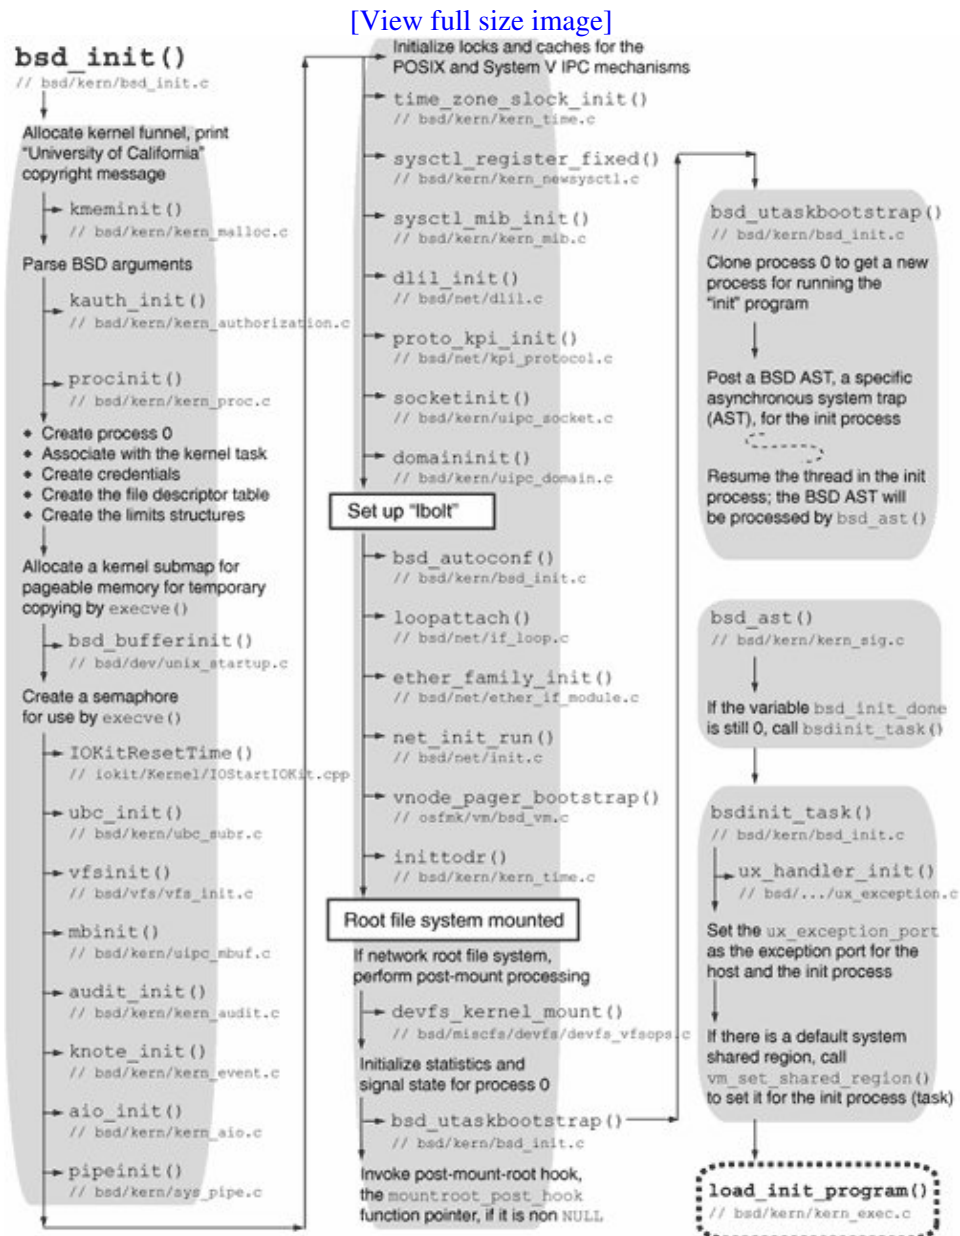 [View full size image]
bsd_init()
// bsd/kern/bsd_init.c
Allocate kernel funnel, print
"University of California"
copyright message
kmeminit()
// bsd/kern/kern_malloc.c
Parse BSD arguments
kauth_init()
// bsd/kern/kern_authorization.c
procinit()
// bsd/kern/kern_proc.c
◆ Create process 0
◆ Associate with the kernel task
◆ Create credentials
◆ Create the file descriptor table
◆ Create the limits structures
Allocate a kernel submap for
pageable memory for temporary
copying by execve()
bsd_bufferinit()
// bsd/dev/unix_startup.c
Create a semaphore
for use by execve()
IOKitResetTime()
// iokit/Kernel/IOStartIOKit.cpp
ubc_init()
// bsd/kern/ubc_subr.c
vfsinit()
// bsd/vfs/vfs_init.c
mbinit()
// bsd/kern/uipc_mbuf.c
audit_init()
// bsd/kern/kern_audit.c
knote_init()
// bsd/kern/kern_event.c
aio_init()
// bsd/kern/kern_aio.c
pipeinit()
// bsd/kern/sys_pipe.c
Initialize locks and caches for the
POSIX and System V IPC mechanisms
time_zone_slock_init()
// bsd/kern/kern_time.c
sysctl_register_fixed()
// bsd/kern/kern_newsysctl.c
sysctl_mib_init()
// bsd/kern/kern_mib.c
dlil_init()
// bsd/net/dlil.c
proto_kpi_init()
// bsd/net/kpi_protocol.c
socketinit()
// bsd/kern/uipc_socket.c
domaininit()
// bsd/kern/uipc_domain.c
Set up "lbolt"
bsd_autoconf()
// bsd/kern/bsd_init.c
loopattach()
// bsd/net/if_loop.c
ether_family_init()
// bsd/net/ether_if_module.c
net_init_run()
// bsd/net/init.c
vnode_pager_bootstrap()
// osfmk/vm/bsd_vm.c
inittodr()
// bsd/kern/kern_time.c
Root file system mounted
If network root file system,
perform post-mount processing
devfs_kernel_mount()
// bsd/miscfs/devfs/devfs_vfsops.c
Initialize statistics and
signal state for process 0
bsd_utaskbootstrap()
// bsd/kern/bsd_init.c
Invoke post-mount-root hook,
the mountroot_post_hook
function pointer, if it is non NULL
bsd_utaskbootstrap()
// bsd/kern/bsd_init.c
Clone process 0 to get a new
process for running the
"init" program
Post a BSD AST, a specific
asynchronous system trap
(AST), for the init process
Resume the thread in the init
process; the BSD AST will
be processed by bsd_ast()
bsd_ast()
// bsd/kern/kern_sig.c
If the variable bsd_init_done
is still 0, call bsdinit_task()
bsdinit_task()
// bsd/kern/bsd_init.c
ux_handler_init()
// bsd/.../ux_exception.c
Set the ux_exception_port
as the exception port for the
host and the init process
If there is a default system
shared region, call
vm_set_shared_region()
to set it for the init process (task)
load_init_program()
// bsd/kern/kern_exec.c